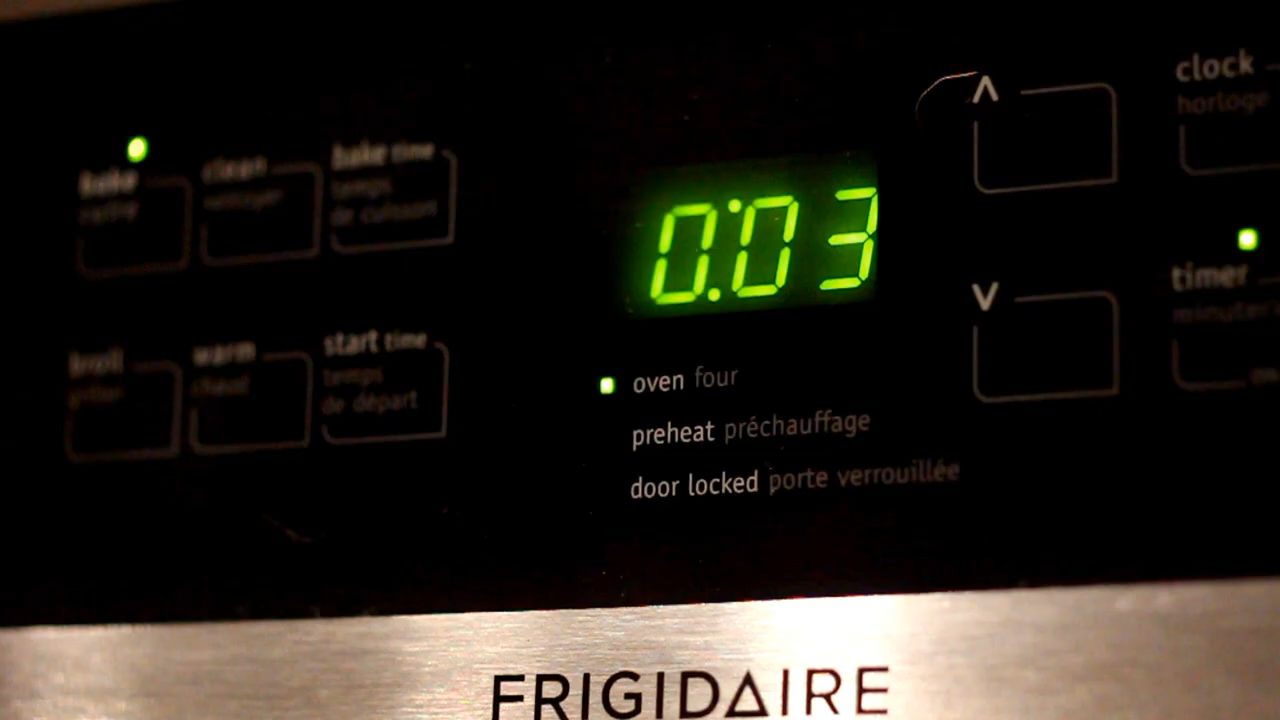 bake
clean
nettoyer
bake time
temps
de cuisson
broil
griller
warm
chaud
start time
temps
de départ
0:03
oven four
preheat préchauffage
door locked porte verrouillée
^
v
clock
horloge
timer
FRIGIDAIRE